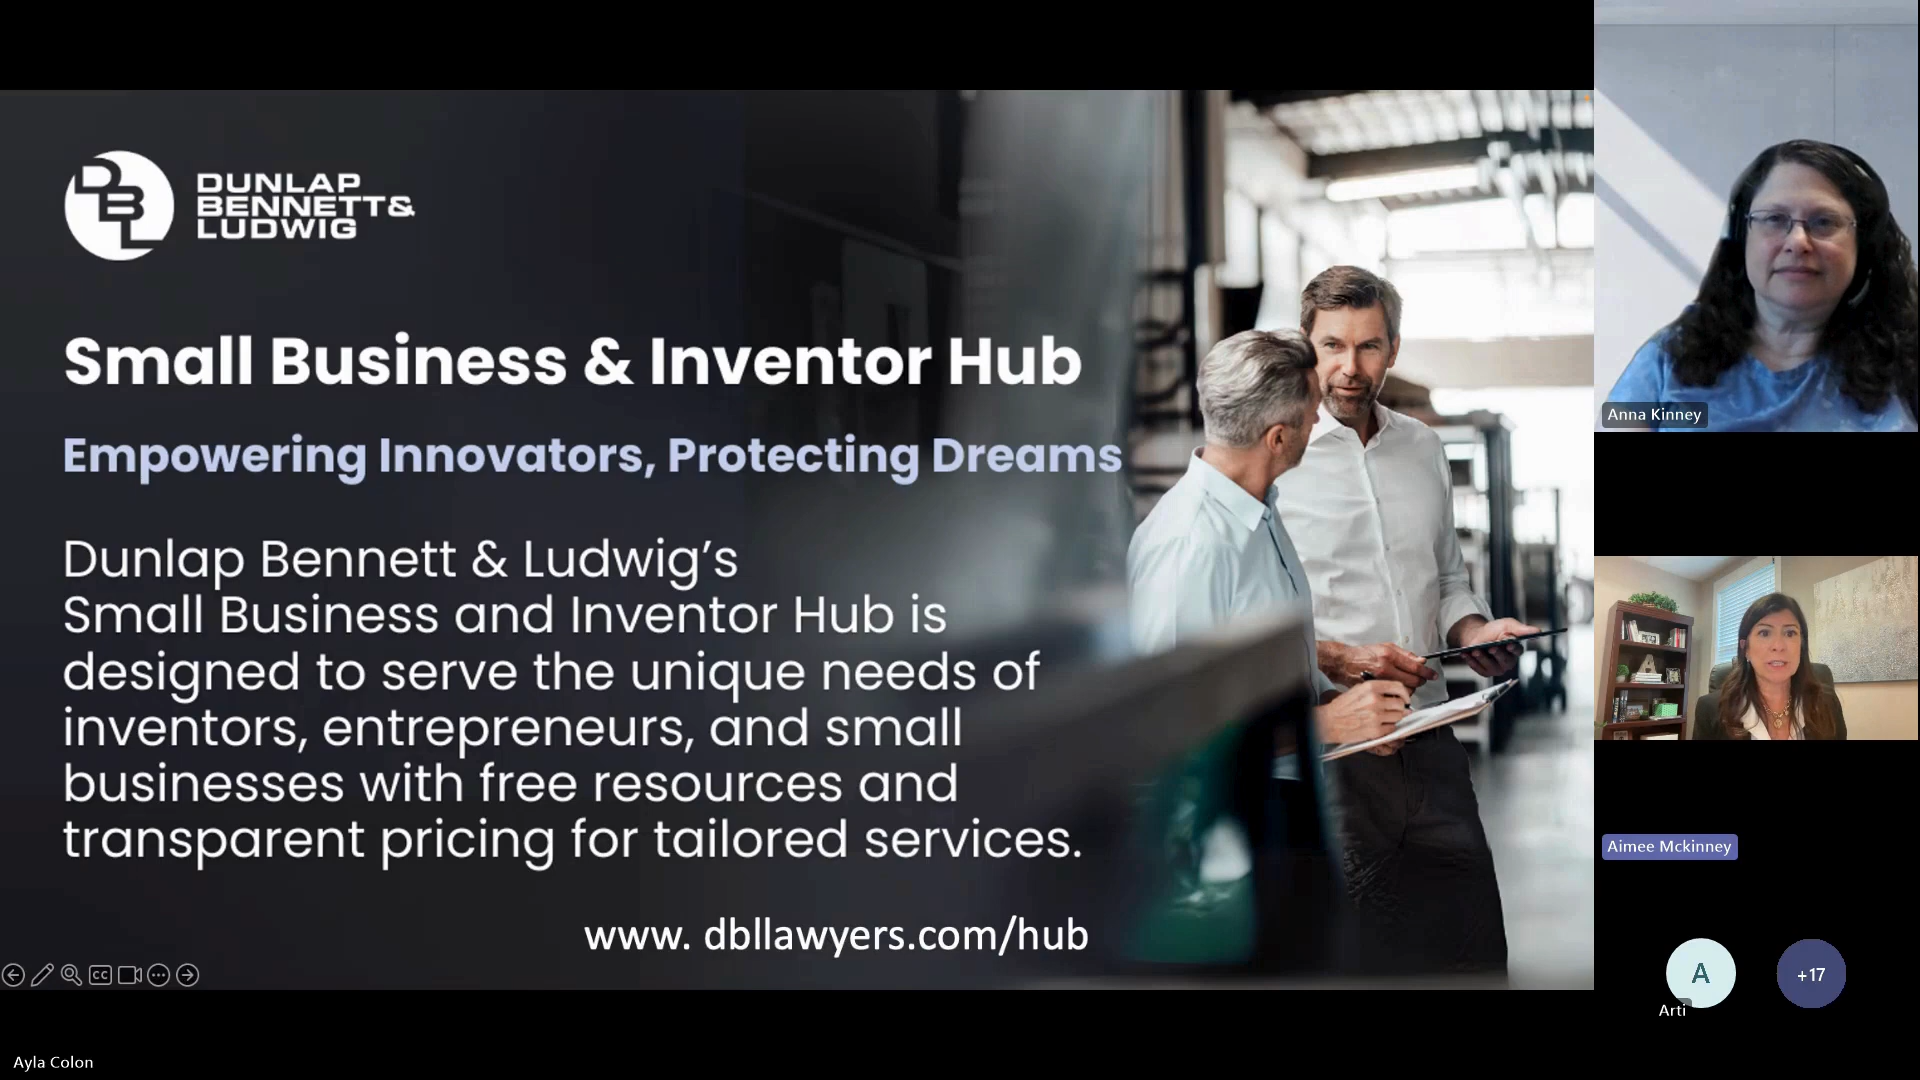 DBL
DUNLAP
BENNETT&
LUDWIG
Small Business & Inventor Hub
Empowering Innovators, Protecting Dreams
Dunlap Bennett & Ludwig’s
Small Business and Inventor Hub is
designed to serve the unique needs of
inventors, entrepreneurs, and small
businesses with free resources and
transparent pricing for tailored services.
www. dbllawyers.com/hub
CC
Ayla Colon
Anna Kinney
A
Aimee Mckinney
A
Arti
+17